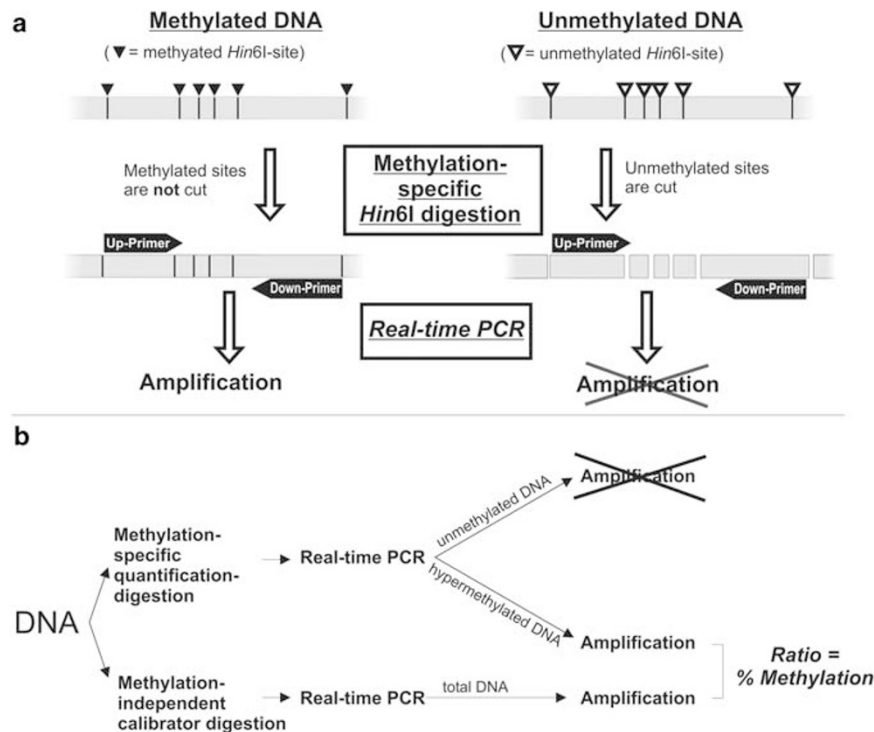 a
Methylated DNA
(▼= methyated Hin6I-site)
Unmethylated DNA
(▽= unmethylated Hin6I-site)
Methylated sites
are not cut
Methylation-
specific
Hin6I digestion
Unmethylated sites
are cut
Up-Primer
Down-Primer
Up-Primer
Down-Primer
Real-time PCR
Amplification
Amplification
b
DNA
Methylation-
specific
quantification-
digestion
Real-time PCR
unmethylated DNA
Amplification
hypermethylated DNA
Amplification
Methylation-
independent
calibrator digestion
Real-time PCR
total DNA
Amplification
Ratio =
% Methylation